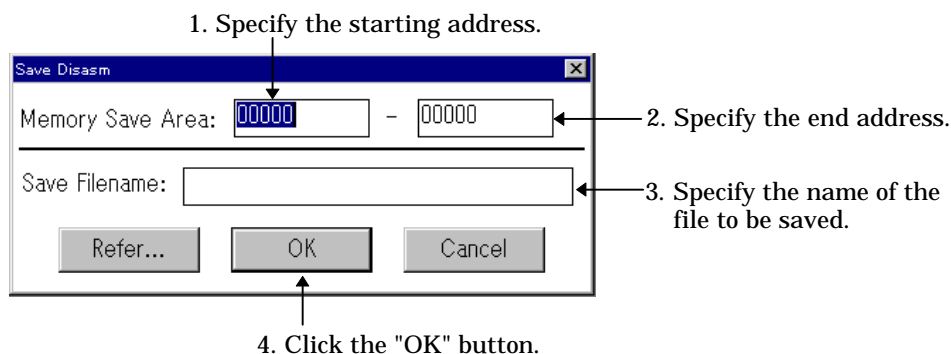 1. Specify the starting address.
Save Disasm
Memory Save Area: 00000 - 00000
2. Specify the end address.
Save Filename:
3. Specify the name of the
file to be saved.
Refer... OK Cancel
4. Click the "OK" button.